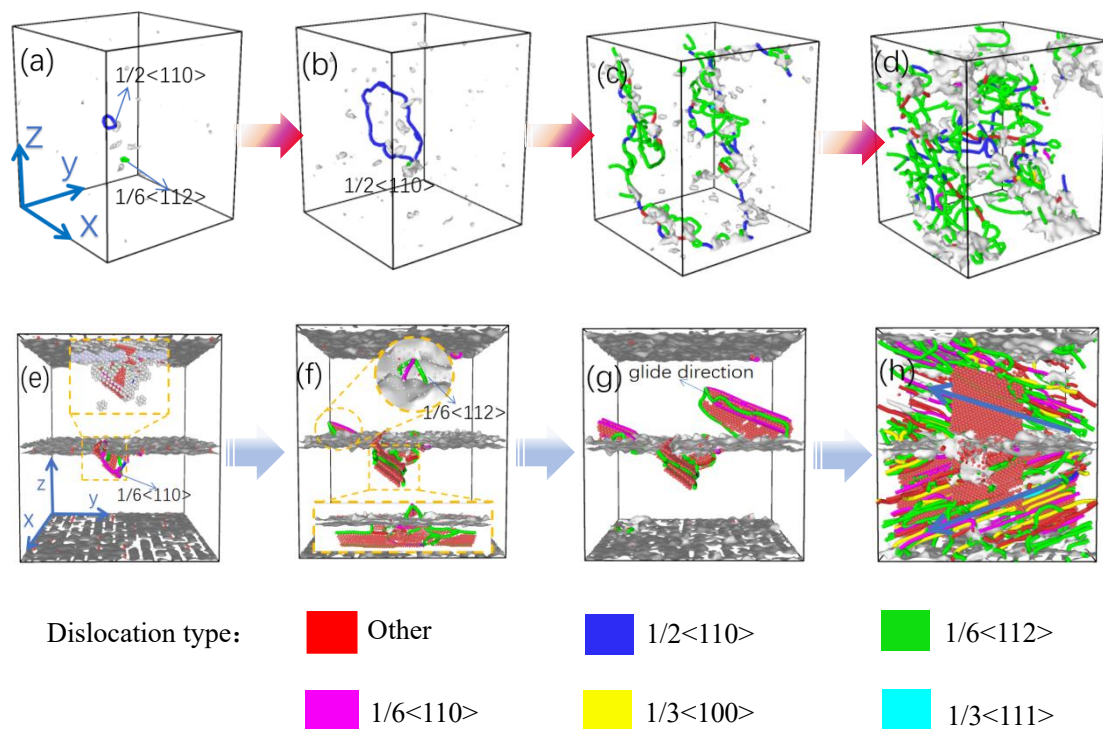 (a)
1/2<110>
1/6<112>
Z
y
X
(b)
1/2<110>
(c)
(d)
(e)
1/6<110>
z
y
x
(f)
1/6<112>
(g)
glide direction
(h)
Dislocation type：
Other
1/2<110>
1/6<112>
1/6<110>
1/3<100>
1/3<111>